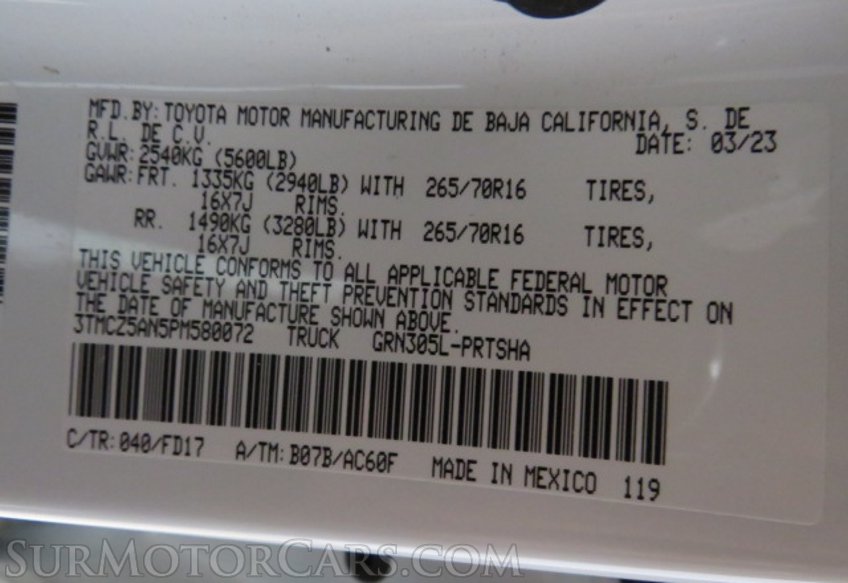 MFD.BY: TOYOTA MOTOR MANUFACTURING DE BAJA CALIFORNIA, S. DE
R.L. DE C.V. DATE: 03/23
GVWR: 2540KG (5600LB)
GAWR: FRT. 1335KG (2940LB) WITH 265/70R16 TIRES,
16X7J RIMS.
RR. 1490KG (3280LB) WITH 265/70R16 TIRES,
16X7J RIMS.
THIS VEHICLE CONFORMS TO ALL APPLICABLE FEDERAL MOTOR
VEHICLE SAFETY AND THEFT PREVENTION STANDARDS IN EFFECT ON
THE DATE OF MANUFACTURE SHOWN ABOVE.
3TMCZ5AN5PM580072 TRUCK GRN305L-PRTSHA
C/TR: 040/FD17 A/TM: B07B/AC60F MADE IN MEXICO 119
SURMOTORCARS.COM